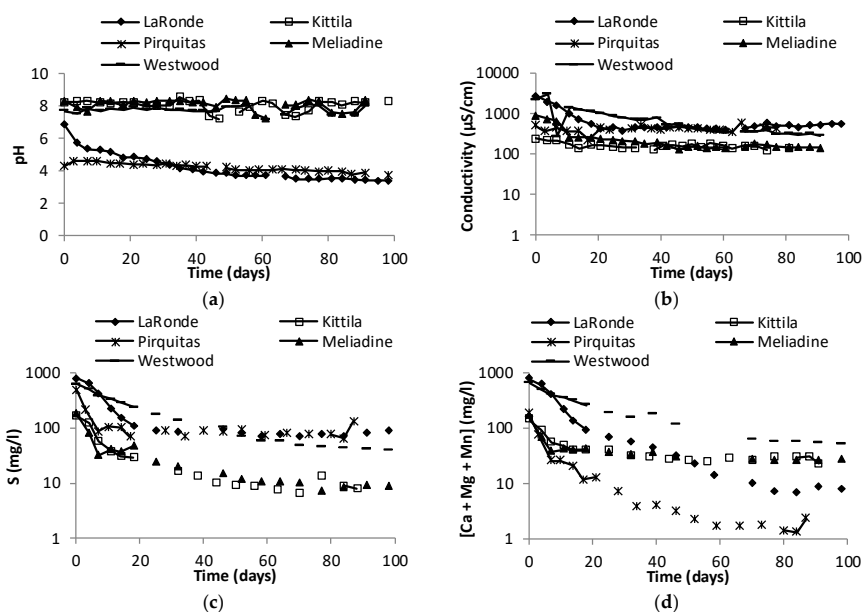 LaRonde Kittila
Pirquitas Meliadine
Westwood
10
8
6
4
2
0
pH
0 20 40 60 80 100
Time (days)
(a)
LaRonde Kittila
Pirquitas Meliadine
Westwood
10000
1000
100
10
1
Conductivity (µS/cm)
0 20 40 60 80 100
Time (days)
(b)
LaRonde Kittila
Pirquitas Meliadine
Westwood
1000
100
10
1
S (mg/l)
0 20 40 60 80 100
Time (days)
(c)
LaRonde Kittila
Pirquitas Meliadine
Westwood
1000
100
10
1
[Ca + Mg + Mn] (mg/l)
0 20 40 60 80 100
Time (days)
(d)